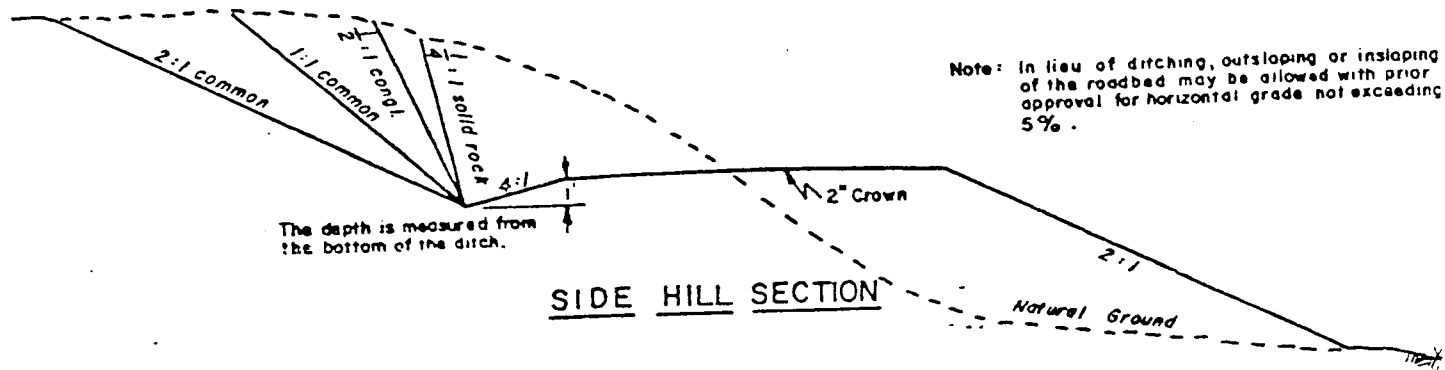 2:1 common
1:1 common
1/2:1 congl.
1/4:1 solid rock
4:1
1'
Note: In lieu of ditching, outsloping or insloping
of the roadbed may be allowed with prior
approval for horizontal grade not exceeding
5%.
2" Crown
The depth is measured from
the bottom of the ditch.
2:1
SIDE HILL SECTION
Natural Ground